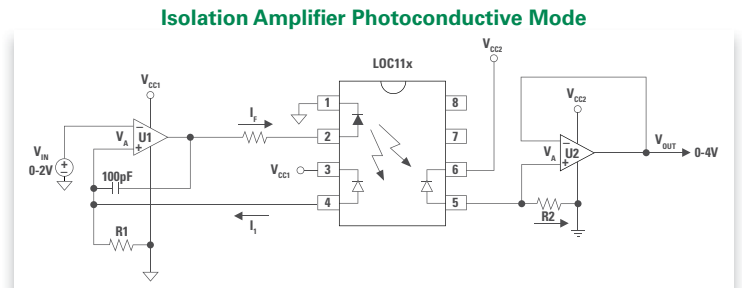 Isolation Amplifier Photoconductive Mode
LOC11x
VCC2
VCC1
VCC2
VIN
0-2V
VA
U1
100pF
R1
IF
I1
VCC1
1
2
3
4
8
7
6
5
VA
U2
R2
VOUT
0-4V